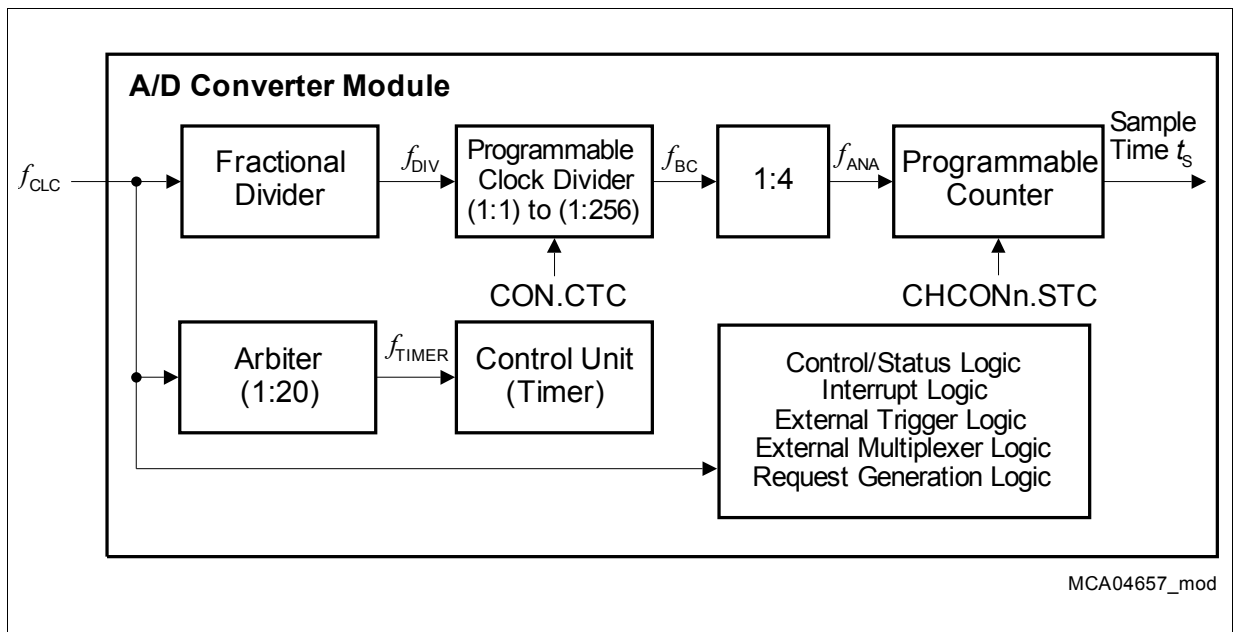 A/D Converter Module
fCLC
Fractional
Divider
fDIV
Programmable
Clock Divider
(1:1) to (1:256)
fBC
1:4
fANA
Programmable
Counter
Sample
Time tS
CON.CTC
CHCONn.STC
Arbiter
(1:20)
fTIMER
Control Unit
(Timer)
Control/Status Logic
Interrupt Logic
External Trigger Logic
External Multiplexer Logic
Request Generation Logic
MCA04657_mod